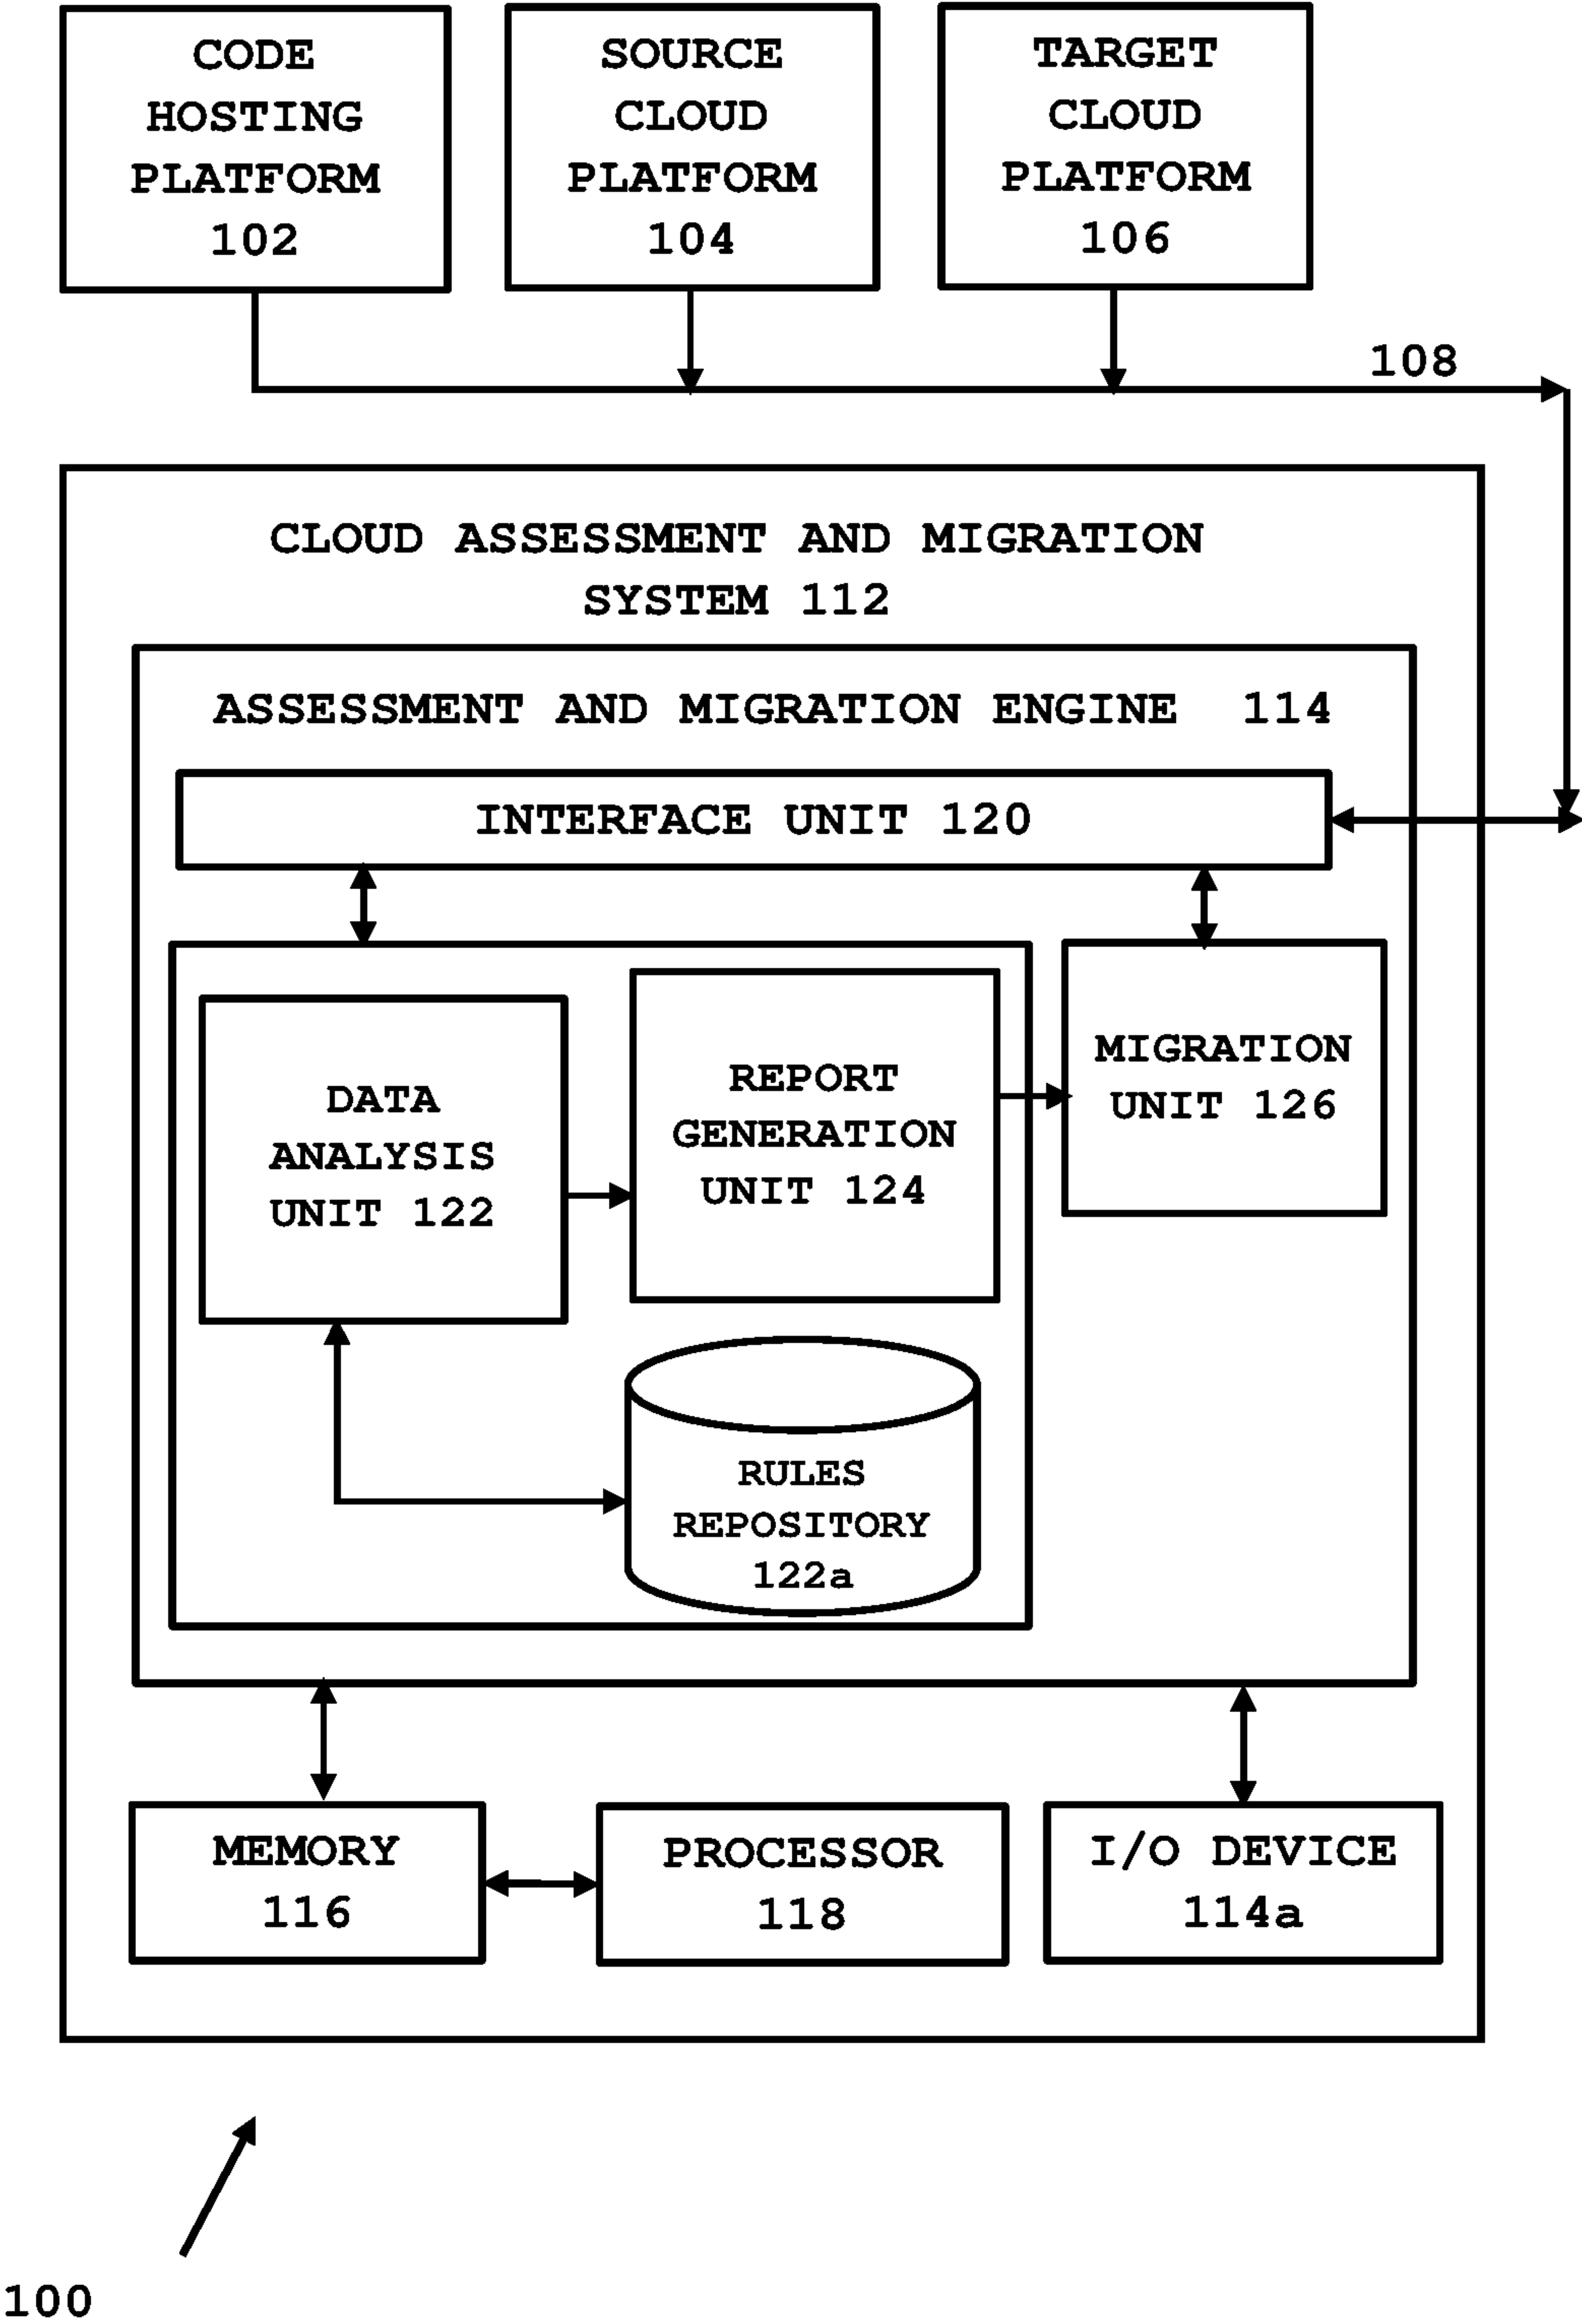 CODE
HOSTING
PLATFORM
102
SOURCE
CLOUD
PLATFORM
104
TARGET
CLOUD
PLATFORM
106
108
CLOUD ASSESSMENT AND MIGRATION
SYSTEM 112
ASSESSMENT AND MIGRATION ENGINE 114
INTERFACE UNIT 120
DATA
ANALYSIS
UNIT 122
REPORT
GENERATION
UNIT 124
MIGRATION
UNIT 126
RULES
REPOSITORY
122a
MEMORY
116
PROCESSOR
118
I/O DEVICE
114a
100